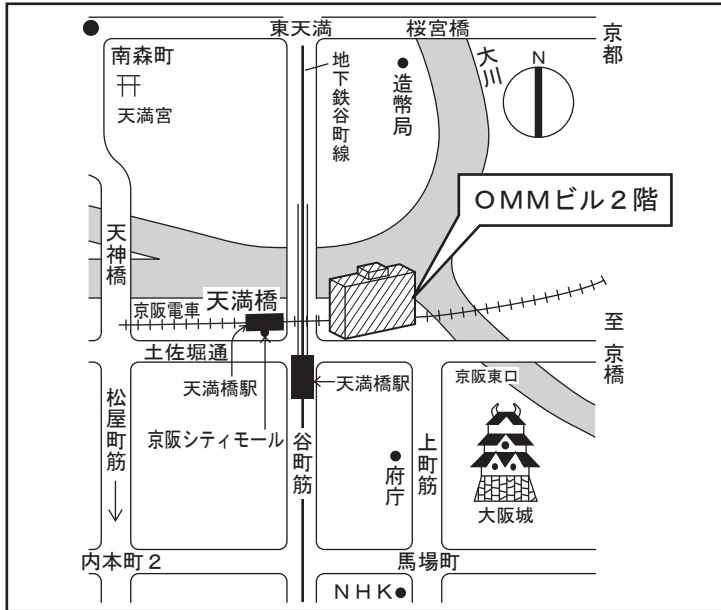 東天満
桜宮橋
京都
南森町
天満宮
地下鉄谷町線
造幣局
大川
N
OMMビル2階
天神橋
京阪電車
天満橋
至京橋
土佐堀通
天満橋駅
天満橋駅
京阪東口
松屋町筋
京阪シティモール
谷町筋
府庁
上町筋
大阪城
内本町2
馬場町
NHK